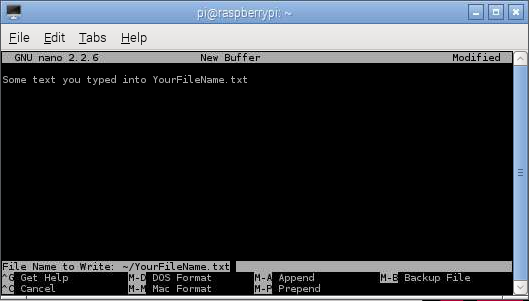 pi@raspberrypi: ~
File Edit Tabs Help
GNU nano 2.2.6 New Buffer Modified
Some text you typed into YourFileName.txt
File Name to Write: ~/YourFileName.txt
^G Get Help M-D DOS Format M-A Append M-B Backup File
^C Cancel M-M Mac Format M-P Prepend